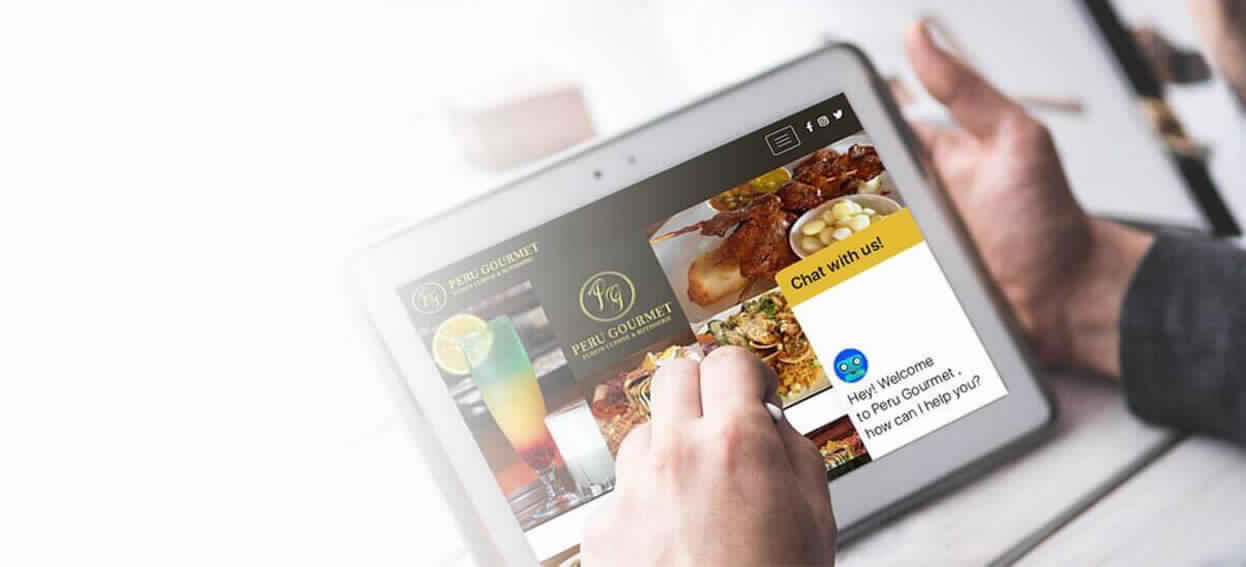 PERU GOURMET
FUSION CUISINE & ROTISSERIE
PG
PERU GOURMET
FUSION CUISINE & ROTISSERIE
Chat with us!
Hey! Welcome
to Peru Gourmet ,
how can I help you?